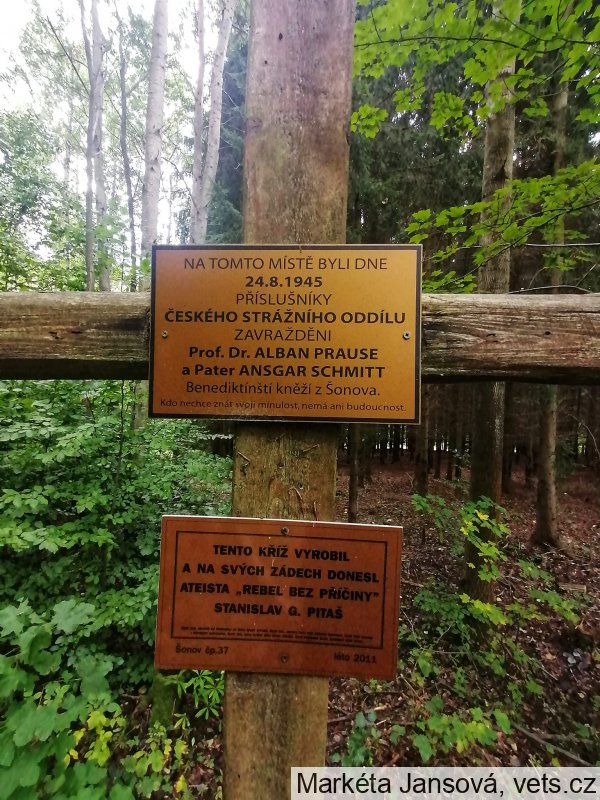 NA TOMTO MÍSTĚ BYLI DNE
24.8.1945
PŘÍSLUŠNÍKY
ČESKÉHO STRÁŽNÍHO ODDÍLU
ZAVRAŽDĚNI
Prof. Dr. ALBAN PRAUSE
a Pater ANSGAR SCHMITT
Benediktínští kněží z Šonova.
Kdo nechce znát svoji minulost, nemá ani budoucnost.
TENTO KŘÍŽ VYROBIL
A NA SVÝCH ZÁDECH DONESL
ATEISTA „REBEL BEZ PŘÍČINY"
STANISLAV G. PITAŠ
Šonov čp.37
léto 2011
Markéta Jansová, vets.cz